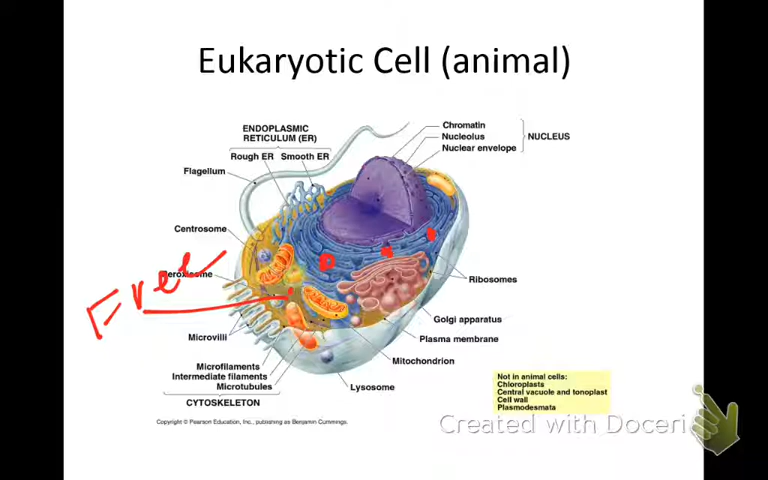 Eukaryotic Cell (animal)
ENDOPLASMIC
RETICULUM (ER)
Rough ER
Smooth ER
Flagellum
Chromatin
Nucleolus
Nuclear envelope
NUCLEUS
Centrosome
Free
Ribosomes
Golgi apparatus
Plasma membrane
Mitochondrion
Lysosome
Microvilli
Microfilaments
Intermediate filaments
Microtubules
CYTOSKELETON
Not in animal cells:
Chloroplasts
Central vacuole and tonoplast
Cell wall
Plasmodesmata
Copyright © Pearson Education, Inc., publishing as Benjamin Cummings.
Created with Doceri